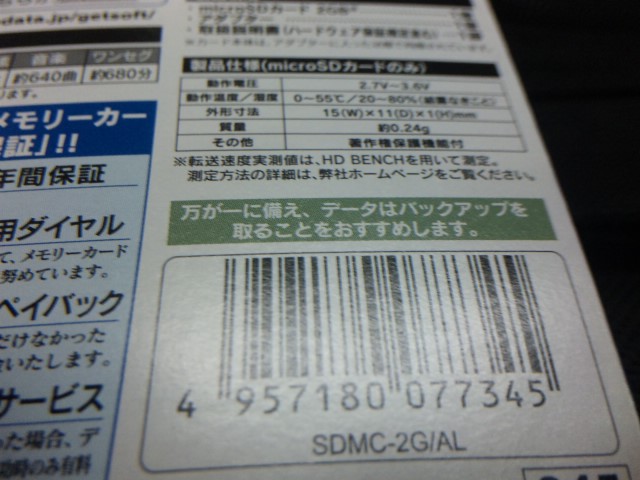 data.jp/getsoft/
音楽 ワンセグ
約640曲 約680分
メモリーカー
証」!!
年間保証
用ダイヤル
て、メモリーカード
努めています。
ペイバック
だけなかった
いたします。
サービス
った場合、デ
時のみ有料
microSDカード 2GB
・アダプター
・取扱説明書(ハードウェア保証規定含む)
製品仕様(microSDカードのみ)
動作電圧 2.7V~3.6V
動作温度/湿度 0~55℃/20~80%(結露なきこと)
外形寸法 15(W)×11(D)×1(H)mm
質量 約0.24g
その他 著作権保護機能付
※転送速度実測値は、HD BENCHを用いて測定。
測定方法の詳細は、弊社ホームページをご覧ください。
万が一に備え、データはバックアップを
取ることをおすすめします。
4 957180 077345
SDMC-2G/AL